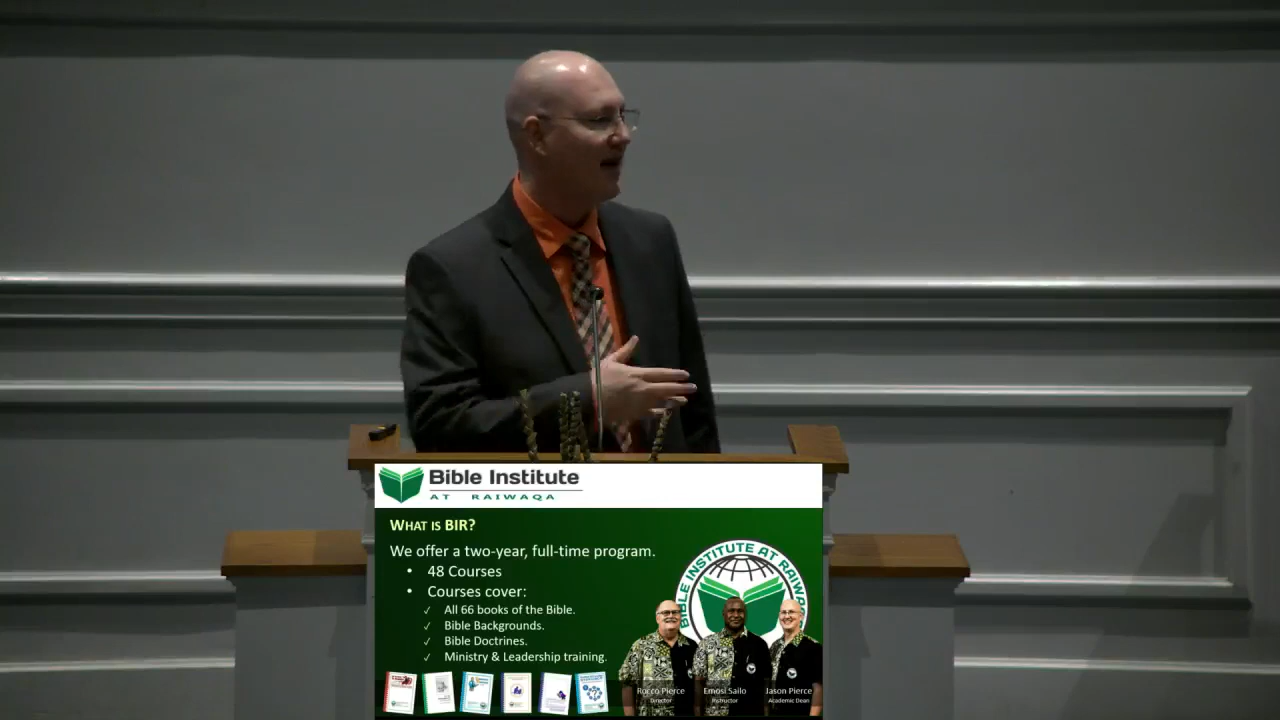 Bible Institute
AT RAIWAQA
WHAT IS BIR?
We offer a two-year, full-time program.
• 48 Courses
• Courses cover:
✓ All 66 books of the Bible.
✓ Bible Backgrounds.
✓ Bible Doctrines.
✓ Ministry & Leadership training.
BIBLE INSTITUTE AT RAIWAQA
Rocco Pierce
Director
Emosi Sailo
Instructor
Jason Pierce
Academic Dean